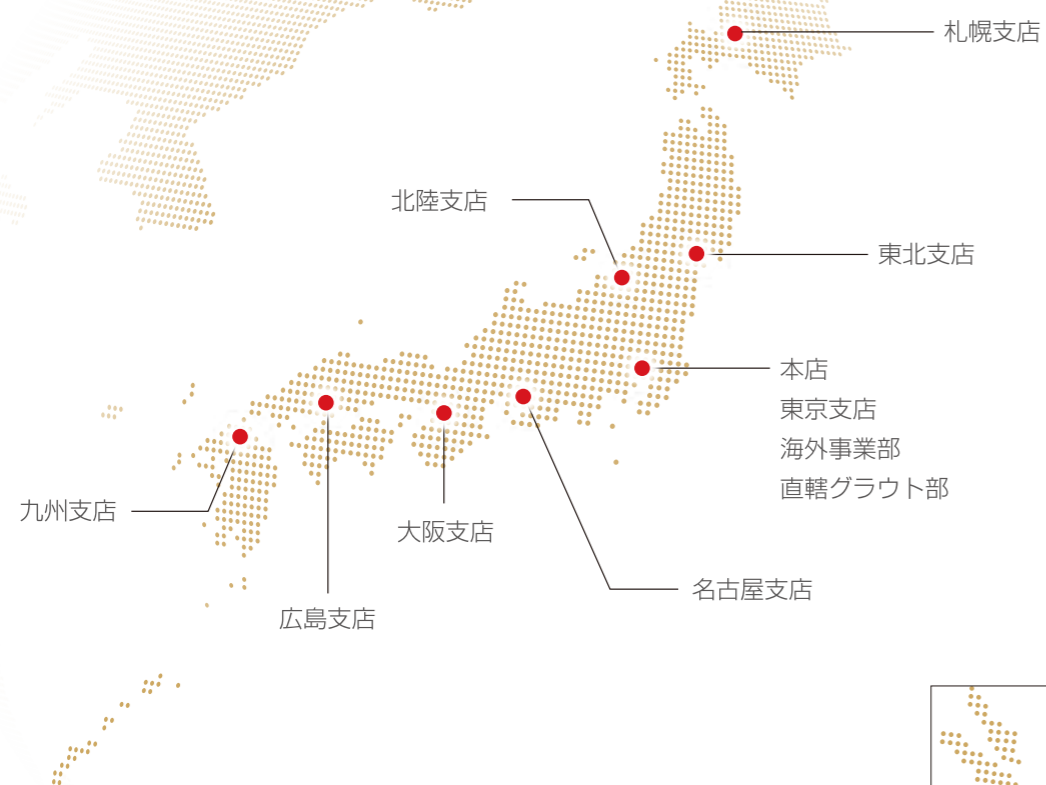 札幌支店
北陸支店
東北支店
本店
東京支店
海外事業部
直轄グラウト部
九州支店
大阪支店
名古屋支店
広島支店